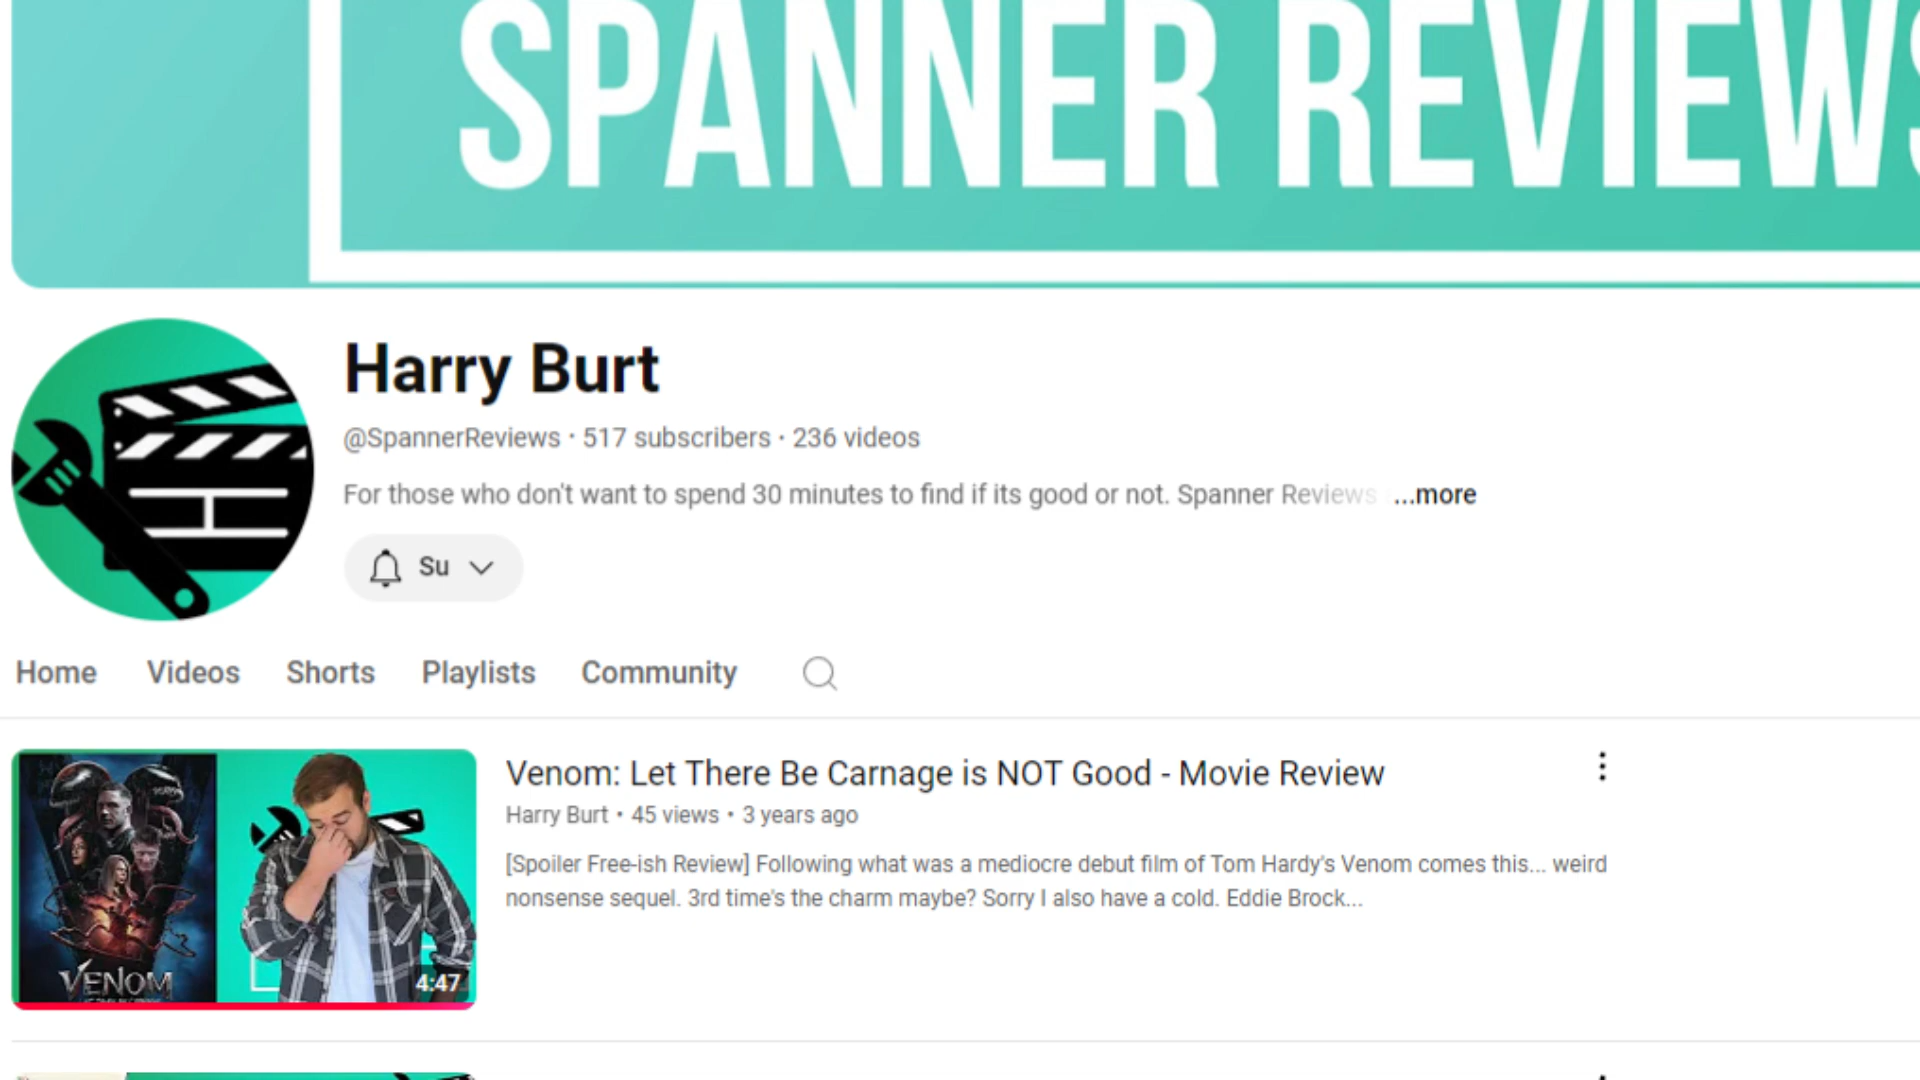 SPANNER REVIEWS
Harry Burt
@SpannerReviews · 517 subscribers · 236 videos
For those who don't want to spend 30 minutes to find if its good or not. Spanner Reviews ...more
Su
Home Videos Shorts Playlists Community
Venom: Let There Be Carnage is NOT Good - Movie Review
Harry Burt • 45 views • 3 years ago
[Spoiler Free-ish Review] Following what was a mediocre debut film of Tom Hardy's Venom comes this... weird
nonsense sequel. 3rd time's the charm maybe? Sorry I also have a cold. Eddie Brock...
VENOM
4:47